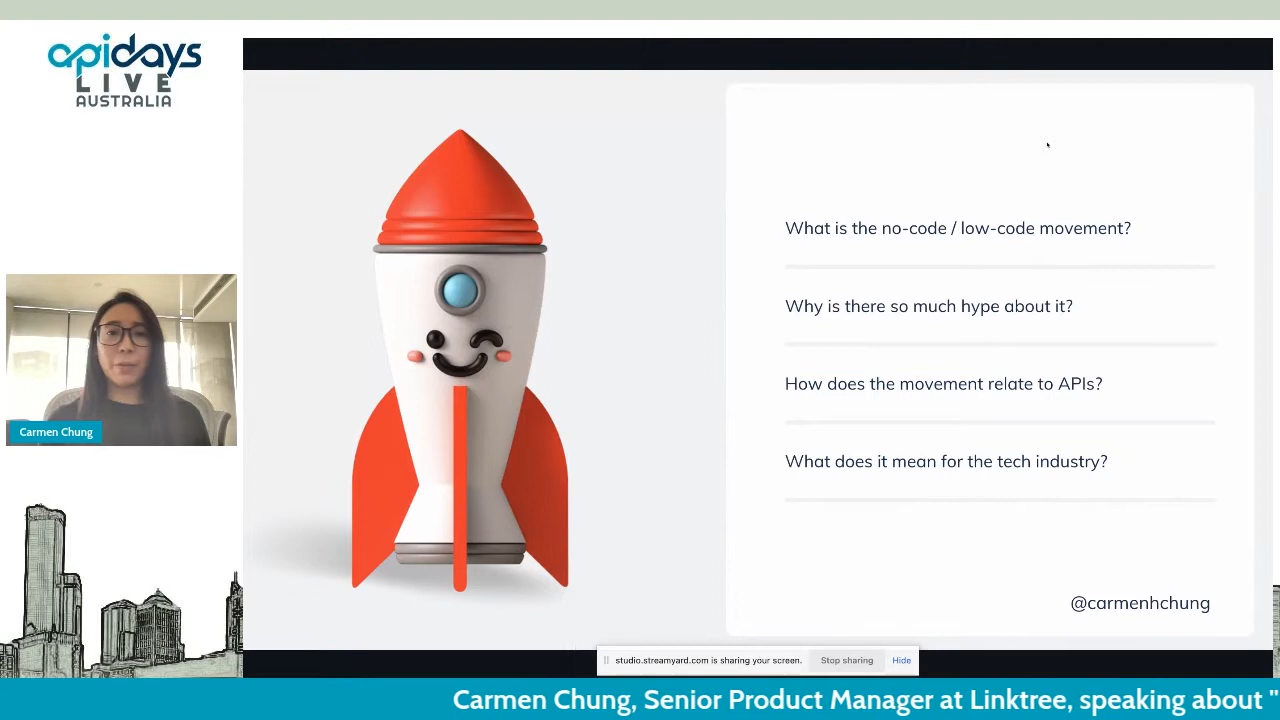 apidays
LIVE
AUSTRALIA
Carmen Chung
What is the no-code / low-code movement?
Why is there so much hype about it?
How does the movement relate to APIs?
What does it mean for the tech industry?
@carmenhchung
studio.streamyard.com is sharing your screen. Stop sharing Hide
Carmen Chung, Senior Product Manager at Linktree, speaking about "